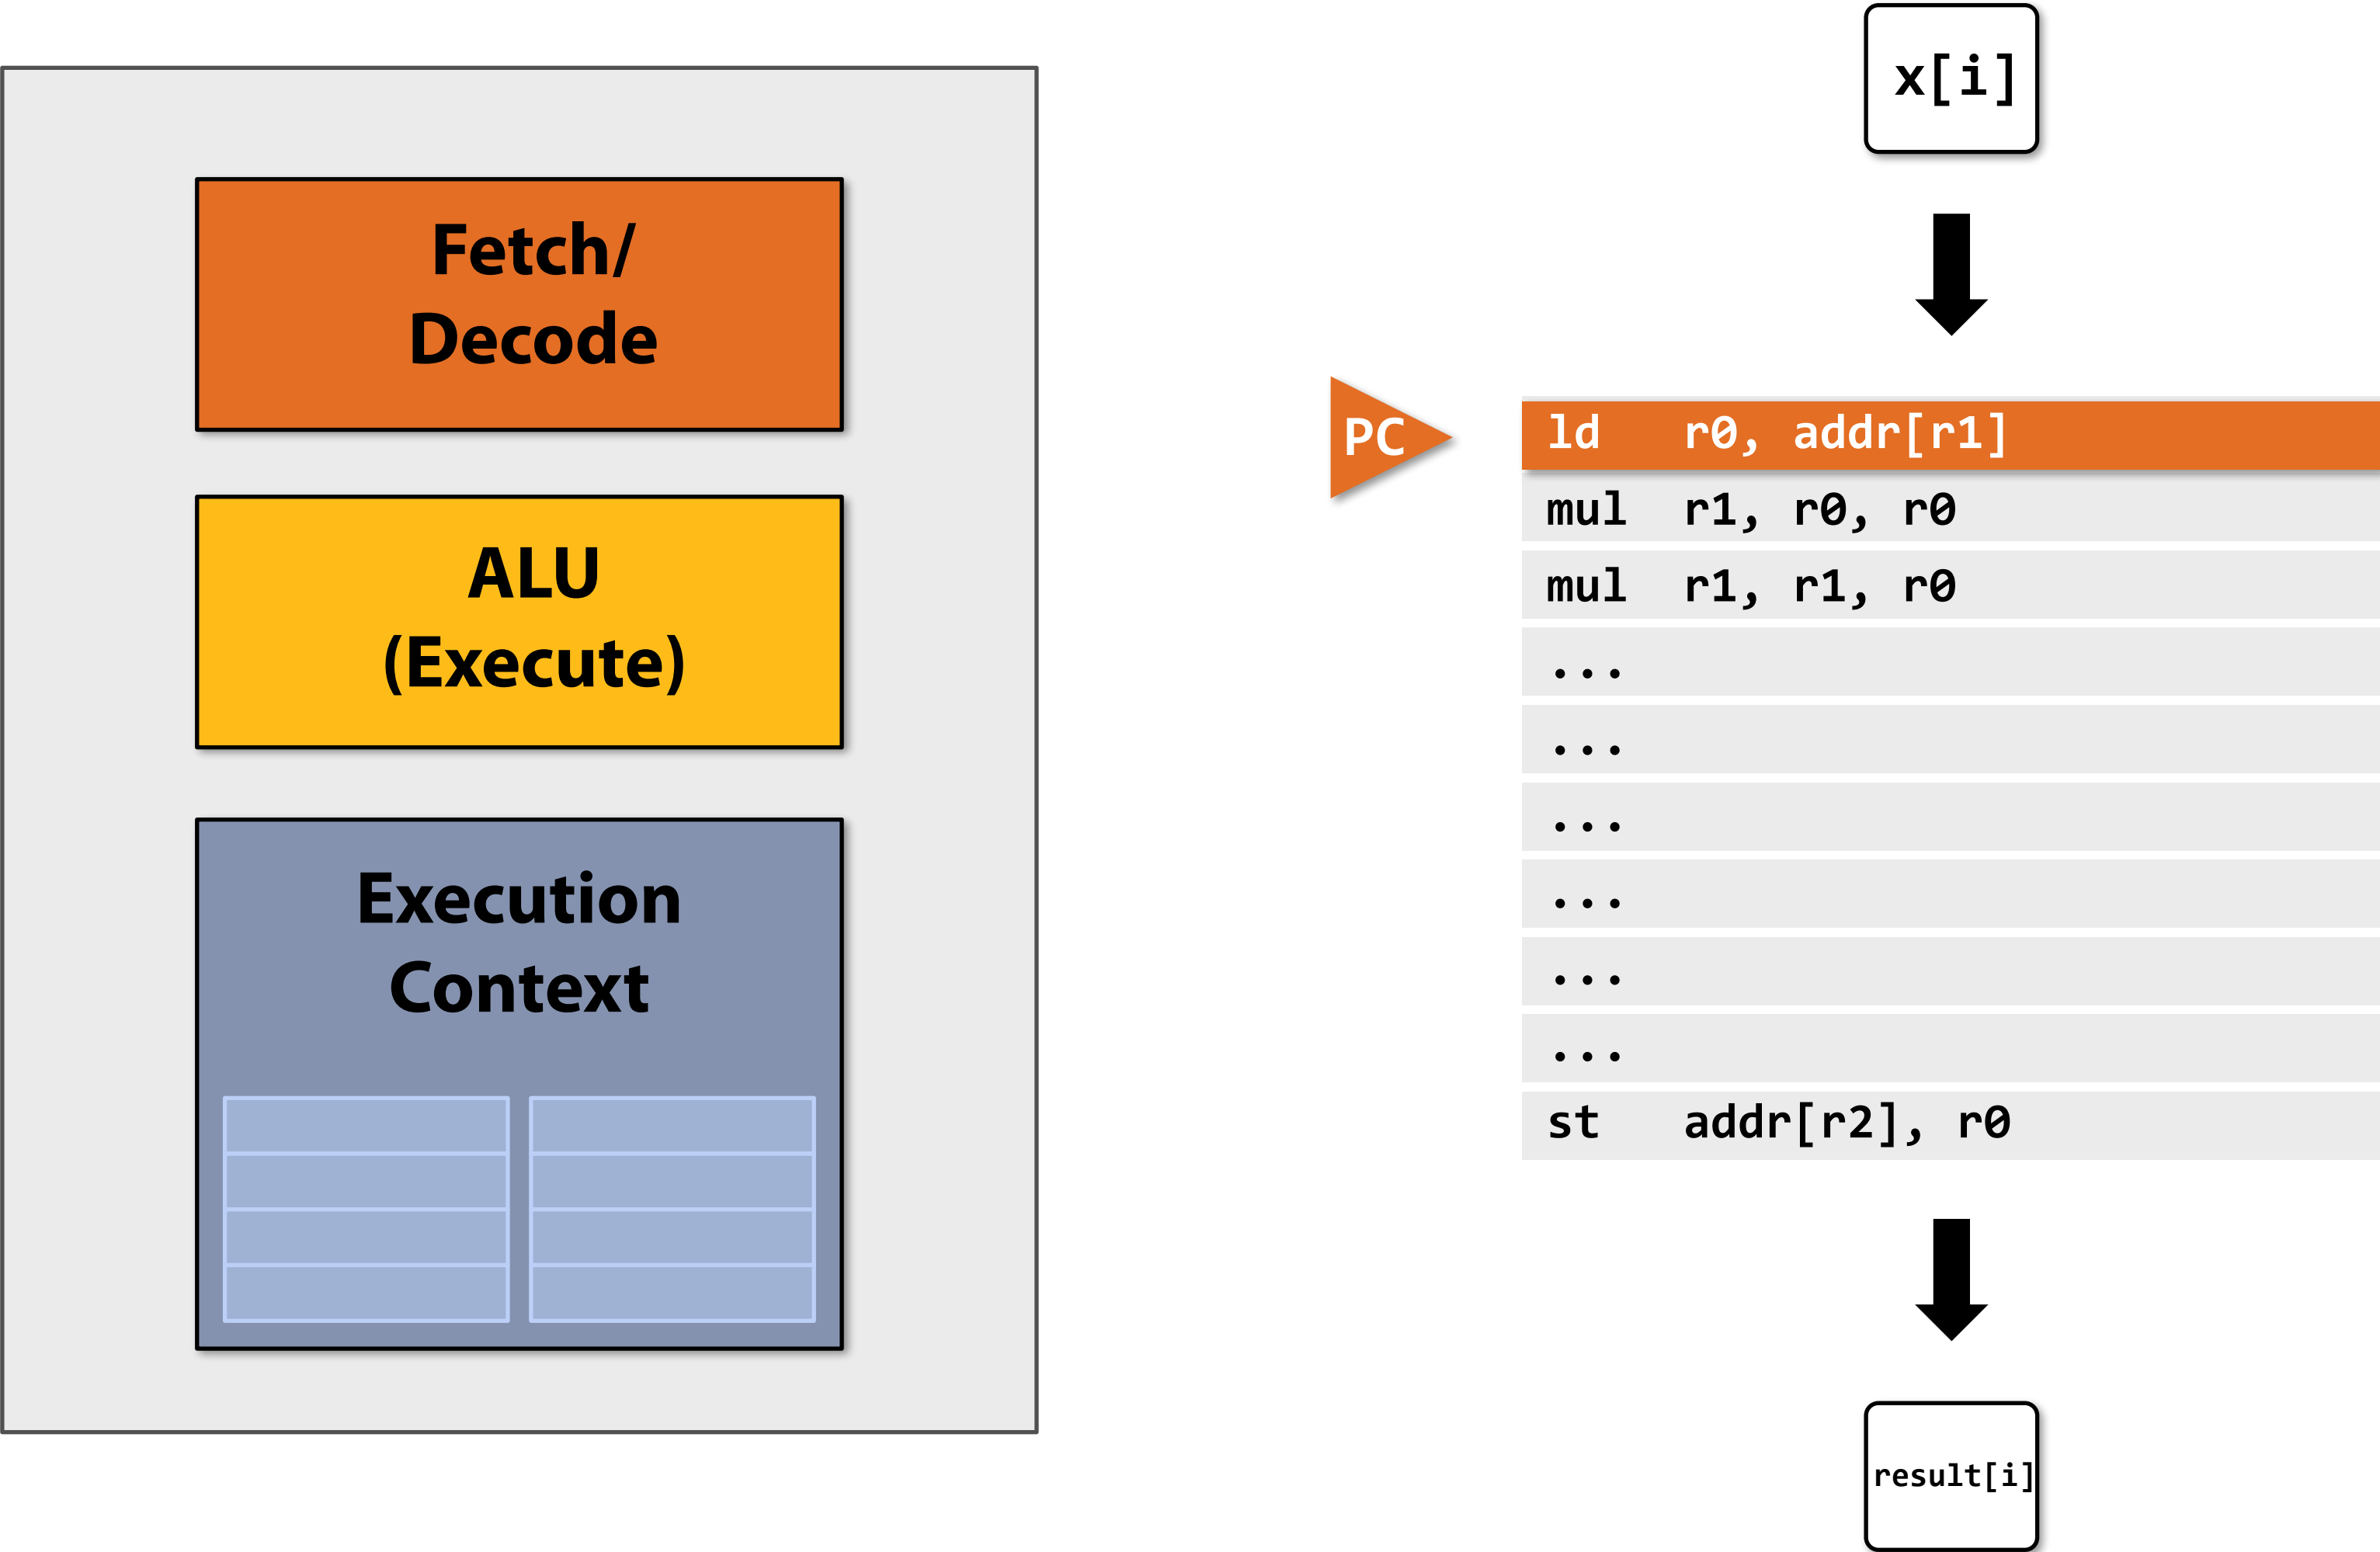 Fetch/
Decode
ALU
(Execute)
Execution
Context
x[i]
PC
ld r0, addr[r1]
mul r1, r0, r0
mul r1, r1, r0
...
...
...
...
...
...
st addr[r2], r0
result[i]